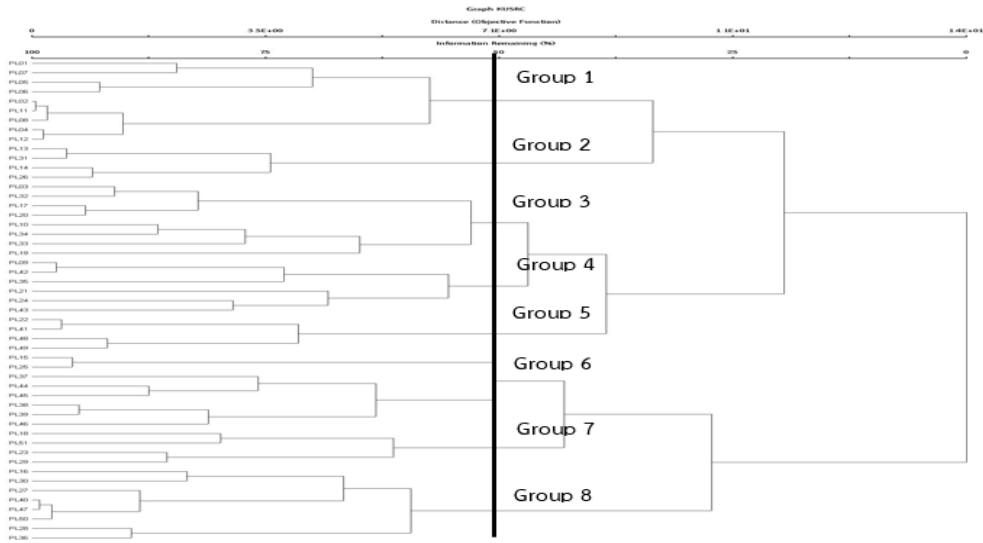 Graph KUSRC
Distance (Objective Function)
0 3.5E+00 7.1E+00 1.1E+01 1.4E+01
Information Remaining (%)
100 75 50 25 0
PL01
PL07
PL05
PL06
PL02
PL11
PL08
PL04
PL12
PL13
PL31
PL14
PL26
PL03
PL32
PL17
PL20
PL10
PL34
PL33
PL19
PL09
PL42
PL35
PL21
PL24
PL43
PL22
PL41
PL48
PL49
PL15
PL25
PL37
PL44
PL45
PL38
PL39
PL46
PL18
PL51
PL23
PL29
PL16
PL30
PL27
PL40
PL47
PL50
PL28
PL36
Group 1
Group 2
Group 3
Group 4
Group 5
Group 6
Group 7
Group 8